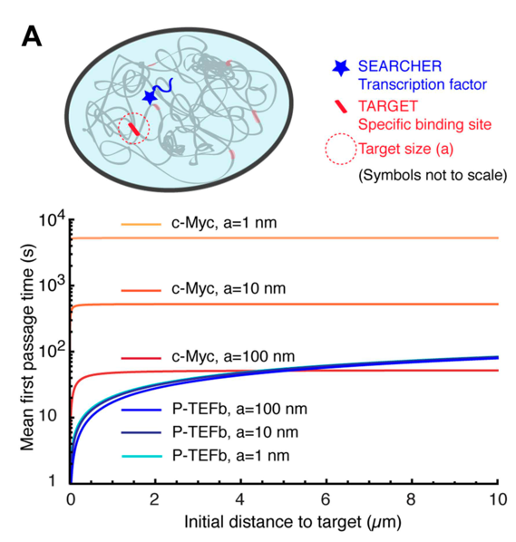 A
SEARCHER
Transcription factor
TARGET
Specific binding site
Target size (a)
(Symbols not to scale)
Mean first passage time (s)
10⁴
10³
10²
10
1
c-Myc, a=1 nm
c-Myc, a=10 nm
c-Myc, a=100 nm
P-TEFb, a=100 nm
P-TEFb, a=10 nm
P-TEFb, a=1 nm
0 2 4 6 8 10
Initial distance to target (µm)